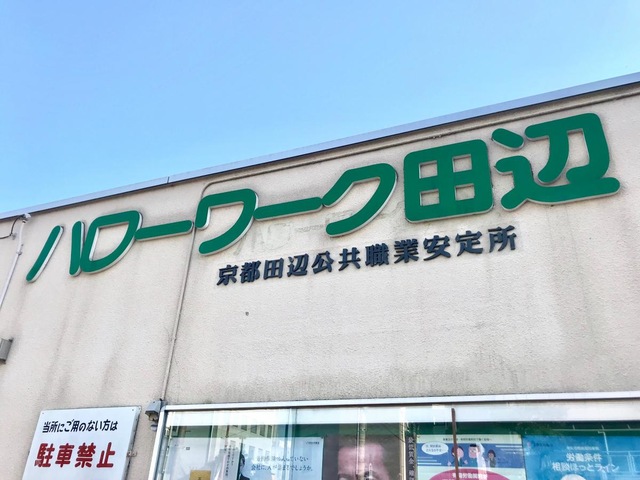 ハローワーク田辺
京都田辺公共職業安定所
当所にご用のない方は
駐車禁止
労働条件
相談ほっとライン